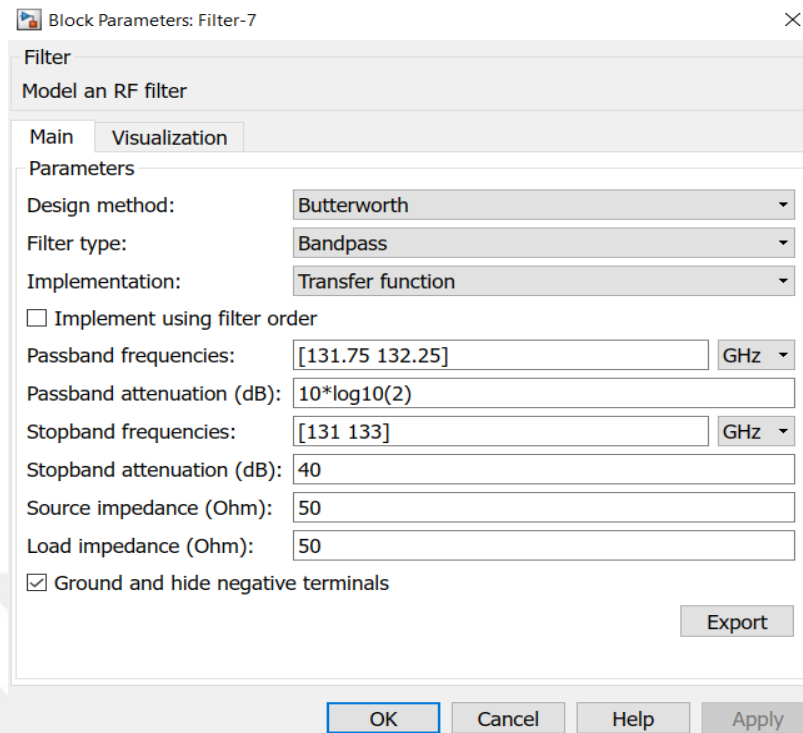 Block Parameters: Filter-7
Filter
Model an RF filter
Main Visualization
Parameters
Design method: Butterworth
Filter type: Bandpass
Implementation: Transfer function
Implement using filter order
Passband frequencies: [131.75 132.25] GHz
Passband attenuation (dB): 10*log10(2)
Stopband frequencies: [131 133] GHz
Stopband attenuation (dB): 40
Source impedance (Ohm): 50
Load impedance (Ohm): 50
Ground and hide negative terminals
Export
OK Cancel Help Apply